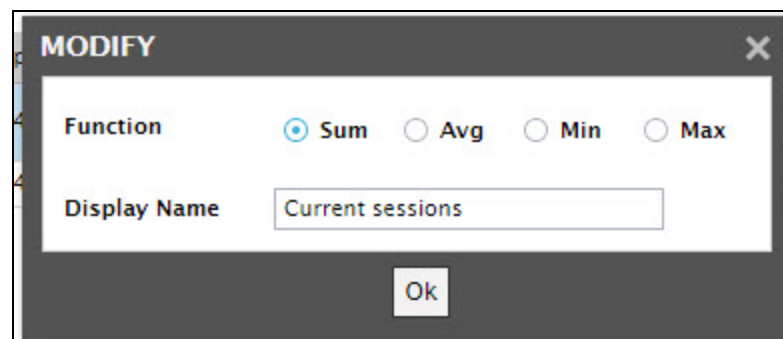 MODIFY
Function Sum Avg Min Max
Display Name Current sessions
Ok